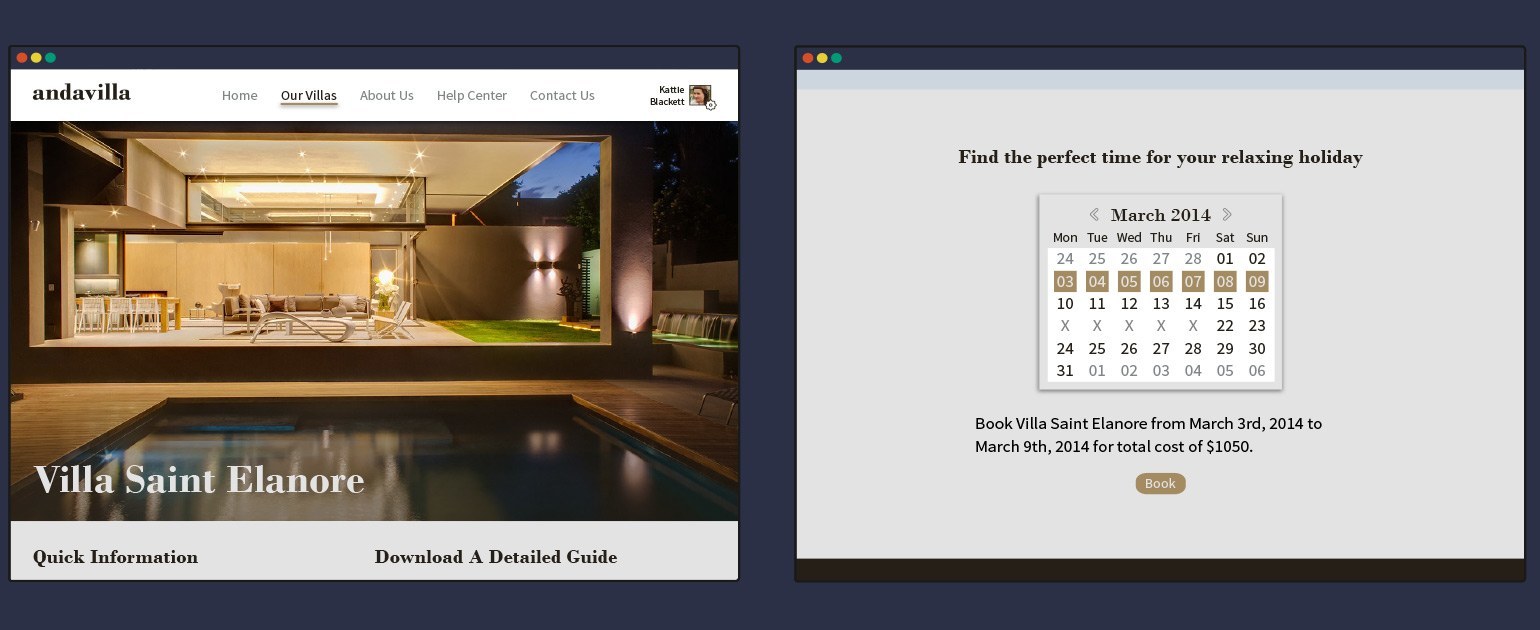 andavilla
Home Our Villas About Us Help Center Contact Us
Kattie
Blackett
Villa Saint Elanore
Quick Information
Download A Detailed Guide
Find the perfect time for your relaxing holiday
March 2014
Mon Tue Wed Thu Fri Sat Sun
24 25 26 27 28 01 02
03 04 05 06 07 08 09
10 11 12 13 14 15 16
X X X X X 22 23
24 25 26 27 28 29 30
31 01 02 03 04 05 06
Book Villa Saint Elanore from March 3rd, 2014 to
March 9th, 2014 for total cost of $1050.
Book